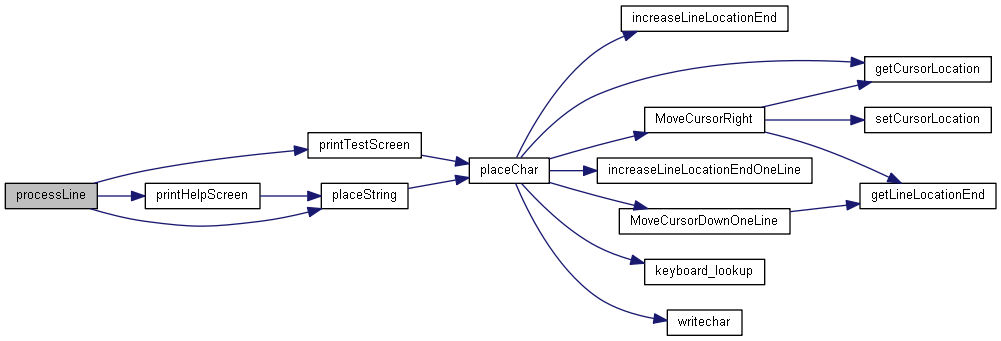 increaseLineLocationEnd
getCursorLocation
MoveCursorRight
setCursorLocation
printTestScreen
placeChar
increaseLineLocationEndOneLine
processLine
printHelpScreen
placeString
getLineLocationEnd
MoveCursorDownOneLine
keyboard_lookup
writechar